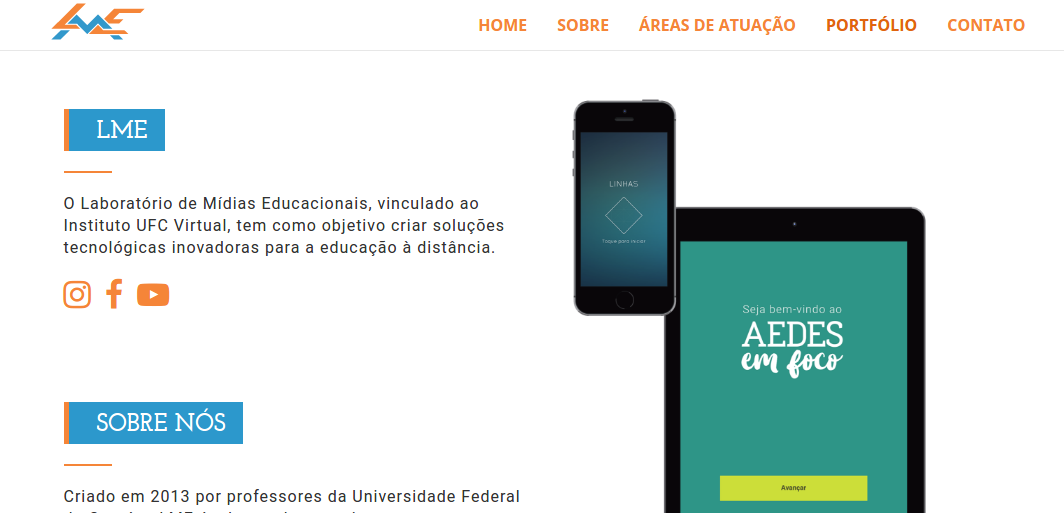 LME
HOME SOBRE ÁREAS DE ATUAÇÃO PORTFÓLIO CONTATO
LME
O Laboratório de Mídias Educacionais, vinculado ao
Instituto UFC Virtual, tem como objetivo criar soluções
tecnológicas inovadoras para a educação à distância.
SOBRE NÓS
Criado em 2013 por professores da Universidade Federal
LINHAS
Toque para iniciar
Seja bem-vindo ao
AEDES
em foco
Avançar